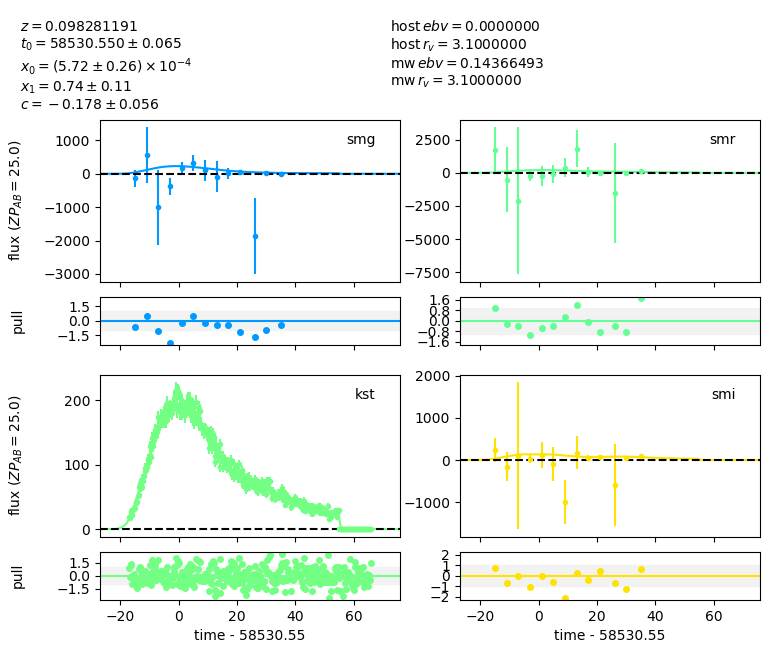 z = 0.098281191
t₀ = 58530.550 ± 0.065
x₀ = (5.72 ± 0.26) × 10⁻⁴
x₁ = 0.74 ± 0.11
c = −0.178 ± 0.056
host ebv = 0.0000000
host r_v = 3.1000000
mw ebv = 0.14366493
mw r_v = 3.1000000
smg
1000
0
−1000
−2000
−3000
flux (ZP_AB = 25.0)
smr
2500
0
−2500
−5000
−7500
pull
1.5
0.0
−1.5
1.6
0.8
0.0
−0.8
−1.6
kst
200
100
0
flux (ZP_AB = 25.0)
smi
2000
1000
0
−1000
pull
1.5
0.0
−1.5
−20 0 20 40 60
time - 58530.55
2
1
0
−1
−2
−20 0 20 40 60
time - 58530.55